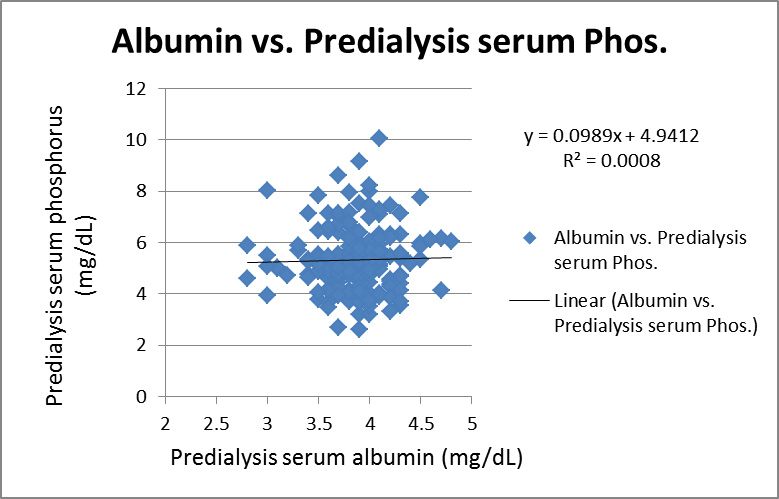 Albumin vs. Predialysis serum Phos.
Predialysis serum phosphorus
(mg/dL)
12
10
8
6
4
2
0
2
2.5
3
3.5
4
4.5
5
Predialysis serum albumin (mg/dL)
y = 0.0989x + 4.9412
R² = 0.0008
Albumin vs. Predialysis
serum Phos.
Linear (Albumin vs.
Predialysis serum Phos.)